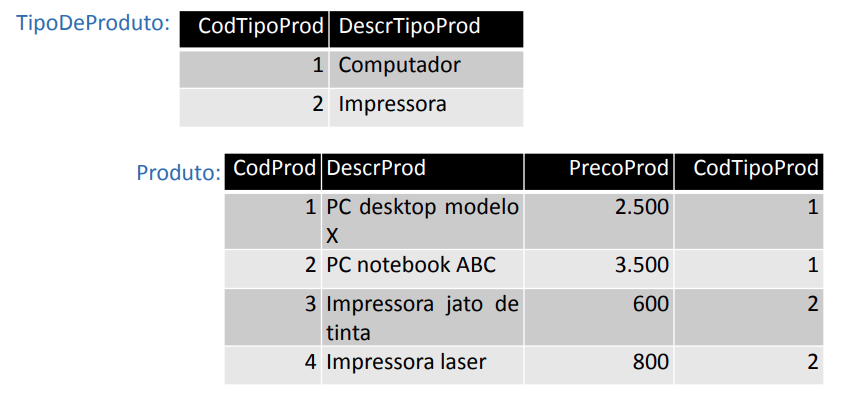 TipoDeProduto: CodTipoProd DescrTipoProd
1 Computador
2 Impressora
Produto: CodProd DescrProd PrecoProd CodTipoProd
1 PC desktop modelo 2.500 1
X
2 PC notebook ABC 3.500 1
3 Impressora jato de 600 2
tinta
4 Impressora laser 800 2